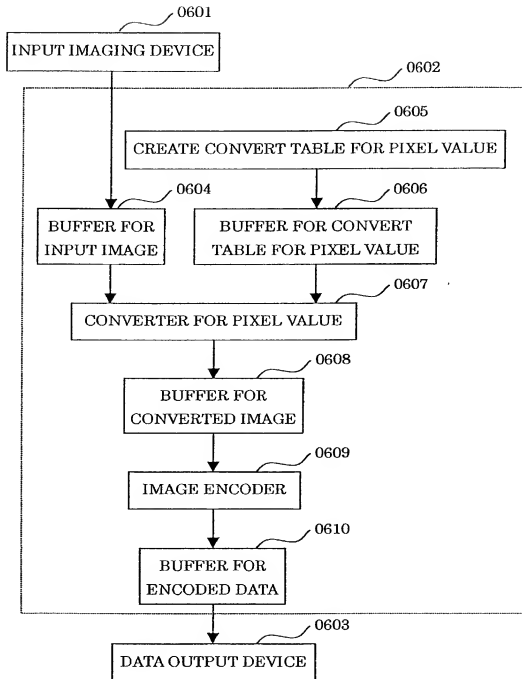 0601
INPUT IMAGING DEVICE
0602
0605
CREATE CONVERT TABLE FOR PIXEL VALUE
0604
0606
BUFFER FOR
INPUT IMAGE
BUFFER FOR CONVERT
TABLE FOR PIXEL VALUE
0607
CONVERTER FOR PIXEL VALUE
0608
BUFFER FOR
CONVERTED IMAGE
0609
IMAGE ENCODER
0610
BUFFER FOR
ENCODED DATA
0603
DATA OUTPUT DEVICE